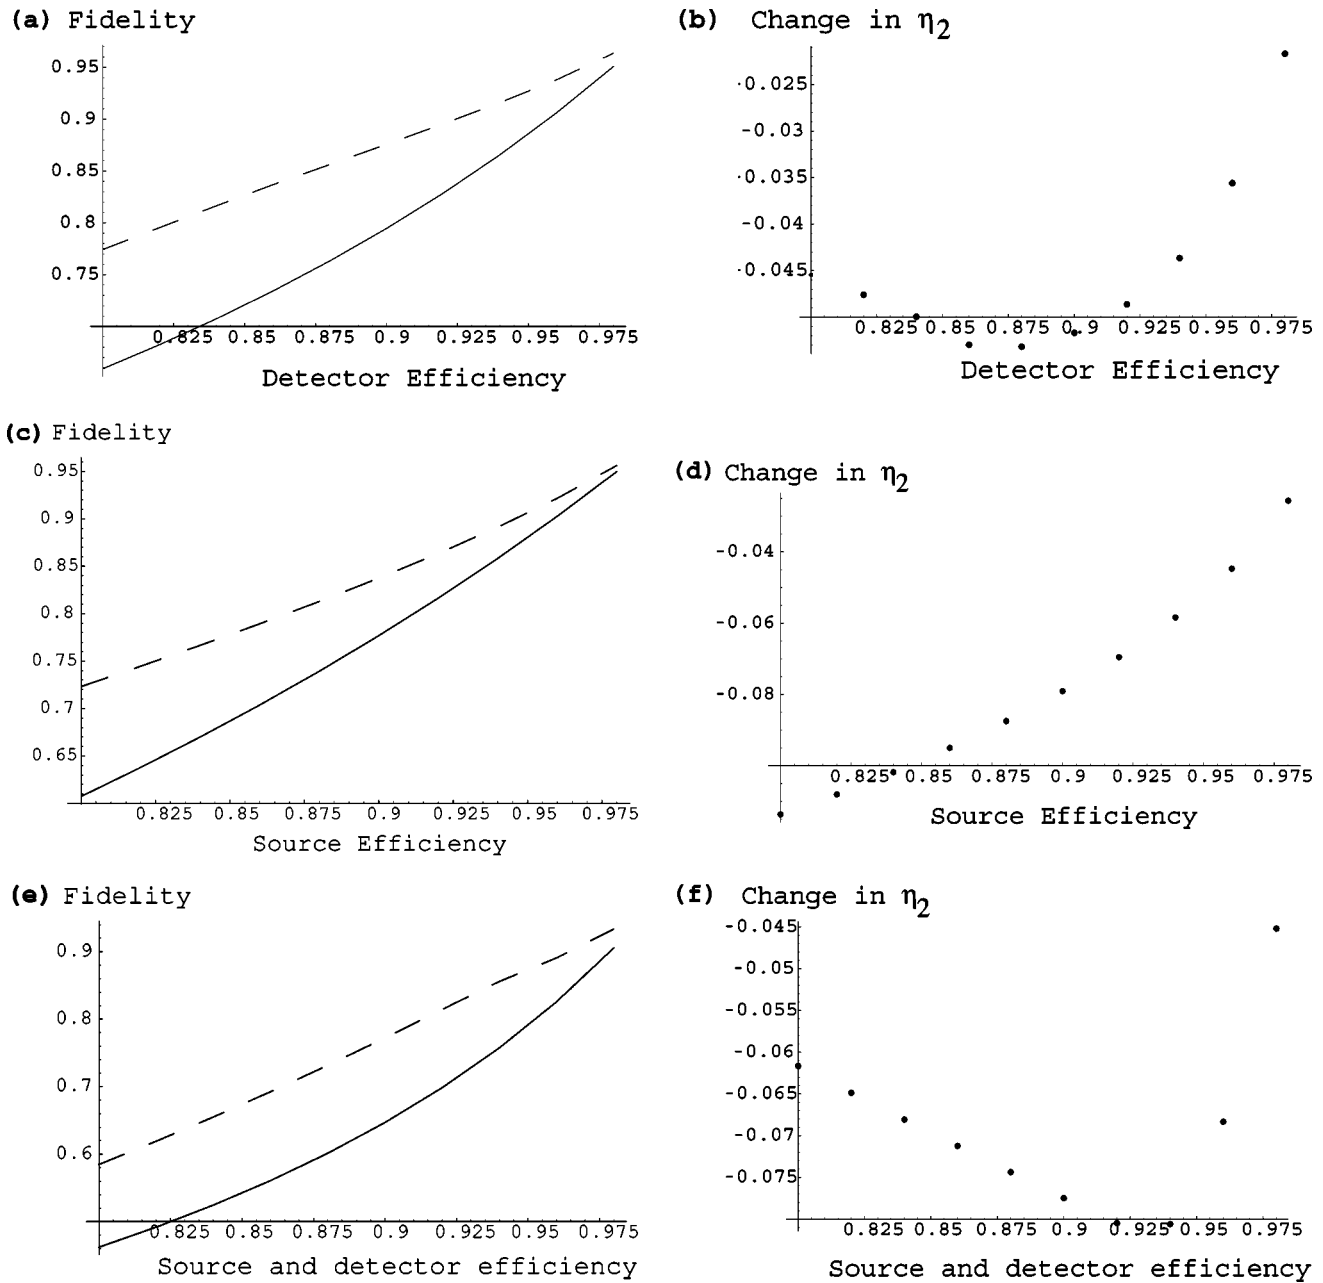 (a) Fidelity
0.95
0.9
0.85
0.8
0.75
0.825 0.85 0.875 0.9 0.925 0.95 0.975
Detector Efficiency
(b) Change in η2
·0.025
-0.03
·0.035
-0.04
·0.045
0.825 0.85 0.875 0.9 0.925 0.95 0.975
Detector Efficiency
(c) Fidelity
0.95
0.9
0.85
0.8
0.75
0.7
0.65
0.825 0.85 0.875 0.9 0.925 0.95 0.975
Source Efficiency
(d) Change in η2
-0.04
-0.06
-0.08
0.825 0.85 0.875 0.9 0.925 0.95 0.975
Source Efficiency
(e) Fidelity
0.9
0.8
0.7
0.6
0.825 0.85 0.875 0.9 0.925 0.95 0.975
Source and detector efficiency
(f) Change in η2
-0.045
-0.05
-0.055
-0.06
-0.065
-0.07
-0.075
0.825 0.85 0.875 0.9 0.925 0.95 0.975
Source and detector efficiency